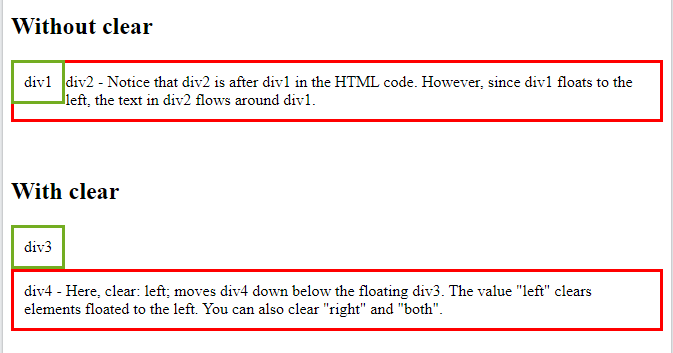 Without clear
div1 div2 - Notice that div2 is after div1 in the HTML code. However, since div1 floats to the
left, the text in div2 flows around div1.
With clear
div3
div4 - Here, clear: left; moves div4 down below the floating div3. The value "left" clears
elements floated to the left. You can also clear "right" and "both".